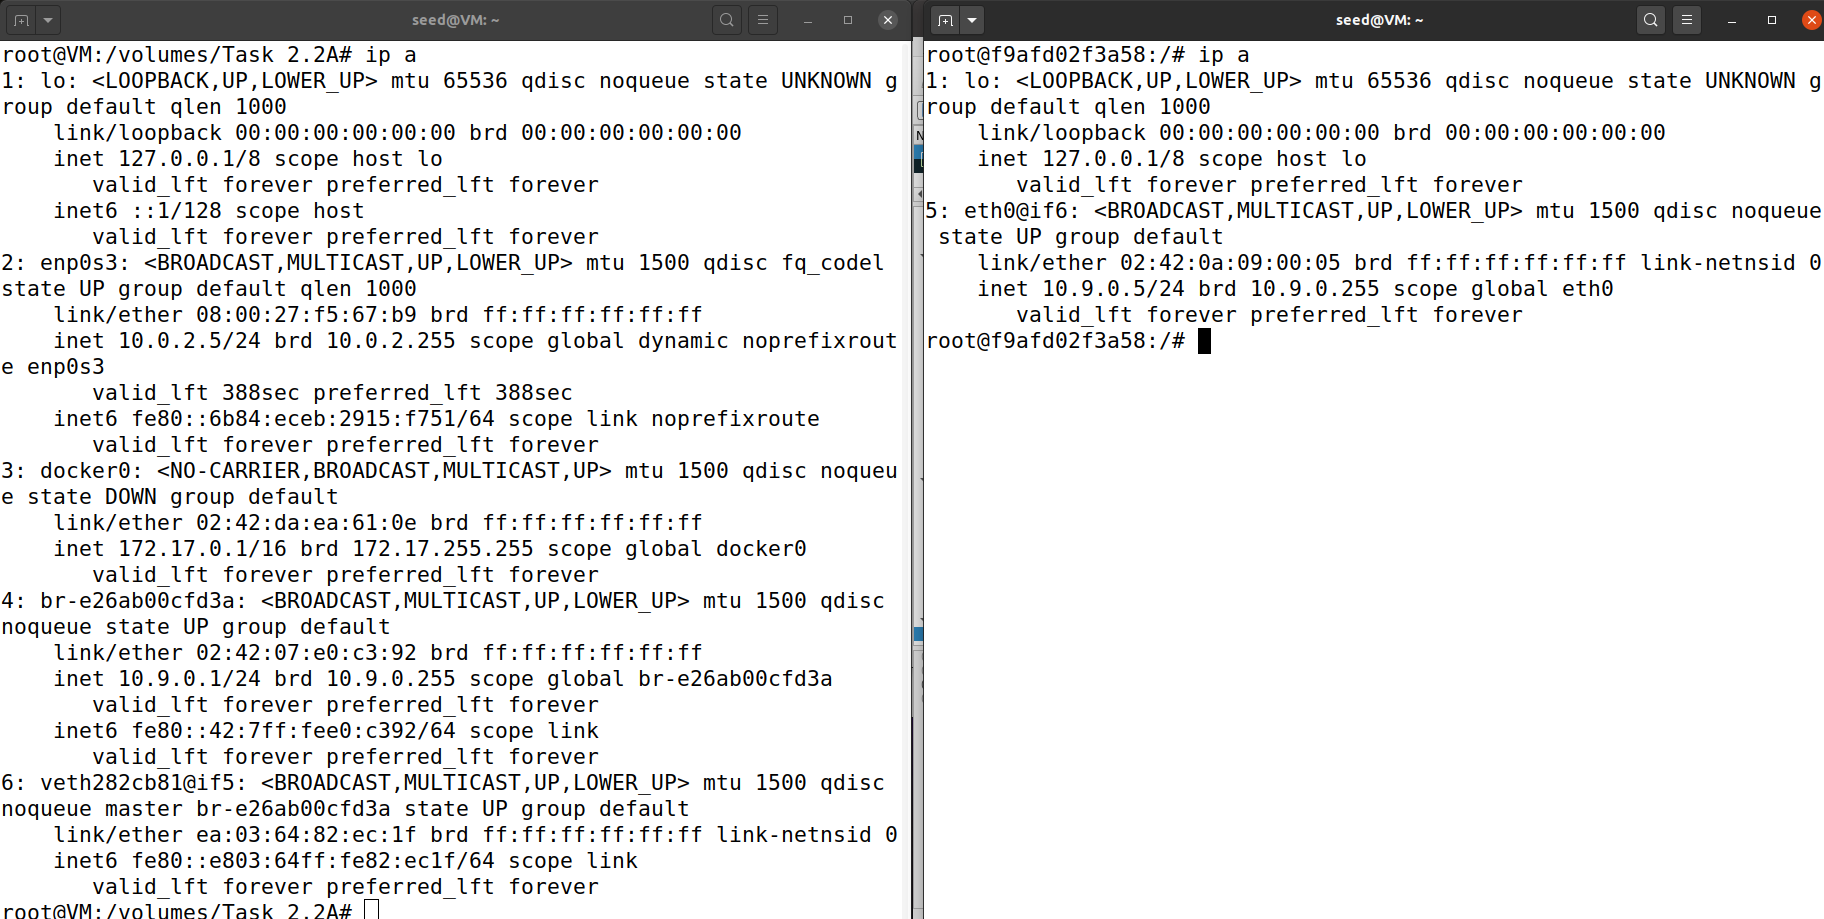 seed@VM: ~
root@VM:/volumes/Task 2.2A# ip a
1: lo: <LOOPBACK,UP,LOWER_UP> mtu 65536 qdisc noqueue state UNKNOWN g
roup default qlen 1000
    link/loopback 00:00:00:00:00:00 brd 00:00:00:00:00:00
    inet 127.0.0.1/8 scope host lo
       valid_lft forever preferred_lft forever
    inet6 ::1/128 scope host
       valid_lft forever preferred_lft forever
2: enp0s3: <BROADCAST,MULTICAST,UP,LOWER_UP> mtu 1500 qdisc fq_codel
state UP group default qlen 1000
    link/ether 08:00:27:f5:67:b9 brd ff:ff:ff:ff:ff:ff
    inet 10.0.2.5/24 brd 10.0.2.255 scope global dynamic noprefixrout
e enp0s3
       valid_lft 388sec preferred_lft 388sec
    inet6 fe80::6b84:eceb:2915:f751/64 scope link noprefixroute
       valid_lft forever preferred_lft forever
3: docker0: <NO-CARRIER,BROADCAST,MULTICAST,UP> mtu 1500 qdisc noqueu
e state DOWN group default
    link/ether 02:42:da:ea:61:0e brd ff:ff:ff:ff:ff:ff
    inet 172.17.0.1/16 brd 172.17.255.255 scope global docker0
       valid_lft forever preferred_lft forever
4: br-e26ab00cfd3a: <BROADCAST,MULTICAST,UP,LOWER_UP> mtu 1500 qdisc
noqueue state UP group default
    link/ether 02:42:07:e0:c3:92 brd ff:ff:ff:ff:ff:ff
    inet 10.9.0.1/24 brd 10.9.0.255 scope global br-e26ab00cfd3a
       valid_lft forever preferred_lft forever
    inet6 fe80::42:7ff:fee0:c392/64 scope link
       valid_lft forever preferred_lft forever
6: veth282cb81@if5: <BROADCAST,MULTICAST,UP,LOWER_UP> mtu 1500 qdisc
noqueue master br-e26ab00cfd3a state UP group default
    link/ether ea:03:64:82:ec:1f brd ff:ff:ff:ff:ff:ff link-netnsid 0
    inet6 fe80::e803:64ff:fe82:ec1f/64 scope link
       valid_lft forever preferred_lft forever
root@VM:/volumes/Task 2.2A#
seed@VM: ~
root@f9afd02f3a58:/# ip a
1: lo: <LOOPBACK,UP,LOWER_UP> mtu 65536 qdisc noqueue state UNKNOWN g
roup default qlen 1000
    link/loopback 00:00:00:00:00:00 brd 00:00:00:00:00:00
    inet 127.0.0.1/8 scope host lo
       valid_lft forever preferred_lft forever
5: eth0@if6: <BROADCAST,MULTICAST,UP,LOWER_UP> mtu 1500 qdisc noqueue
 state UP group default
    link/ether 02:42:0a:09:00:05 brd ff:ff:ff:ff:ff:ff link-netnsid 0
    inet 10.9.0.5/24 brd 10.9.0.255 scope global eth0
       valid_lft forever preferred_lft forever
root@f9afd02f3a58:/#